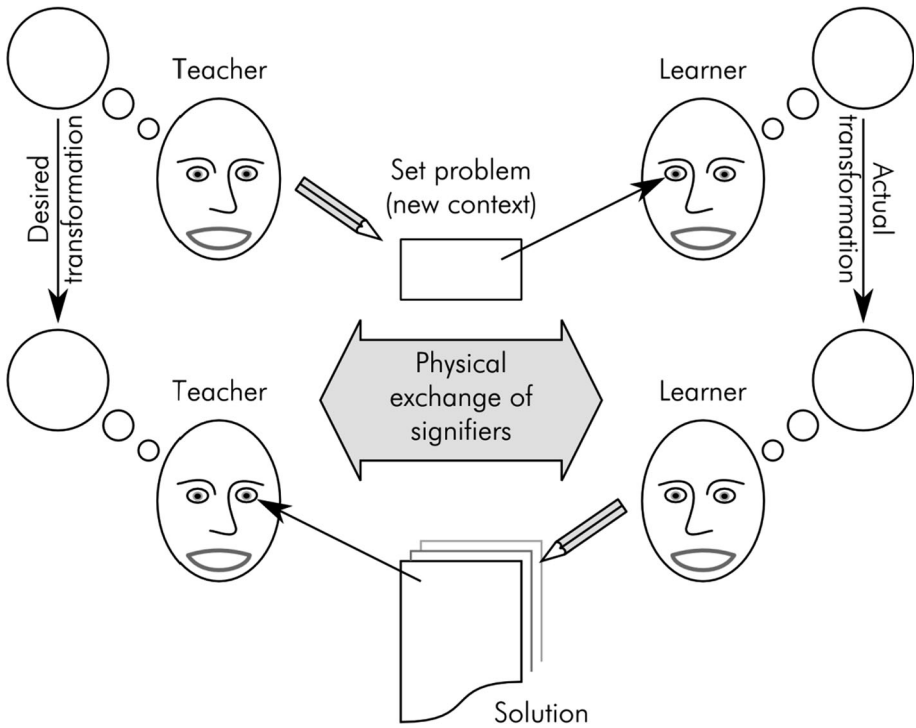 Teacher
Learner
Desired
transformation
Set problem
(new context)
Actual
transformation
Physical
exchange of
signifiers
Teacher
Learner
Solution